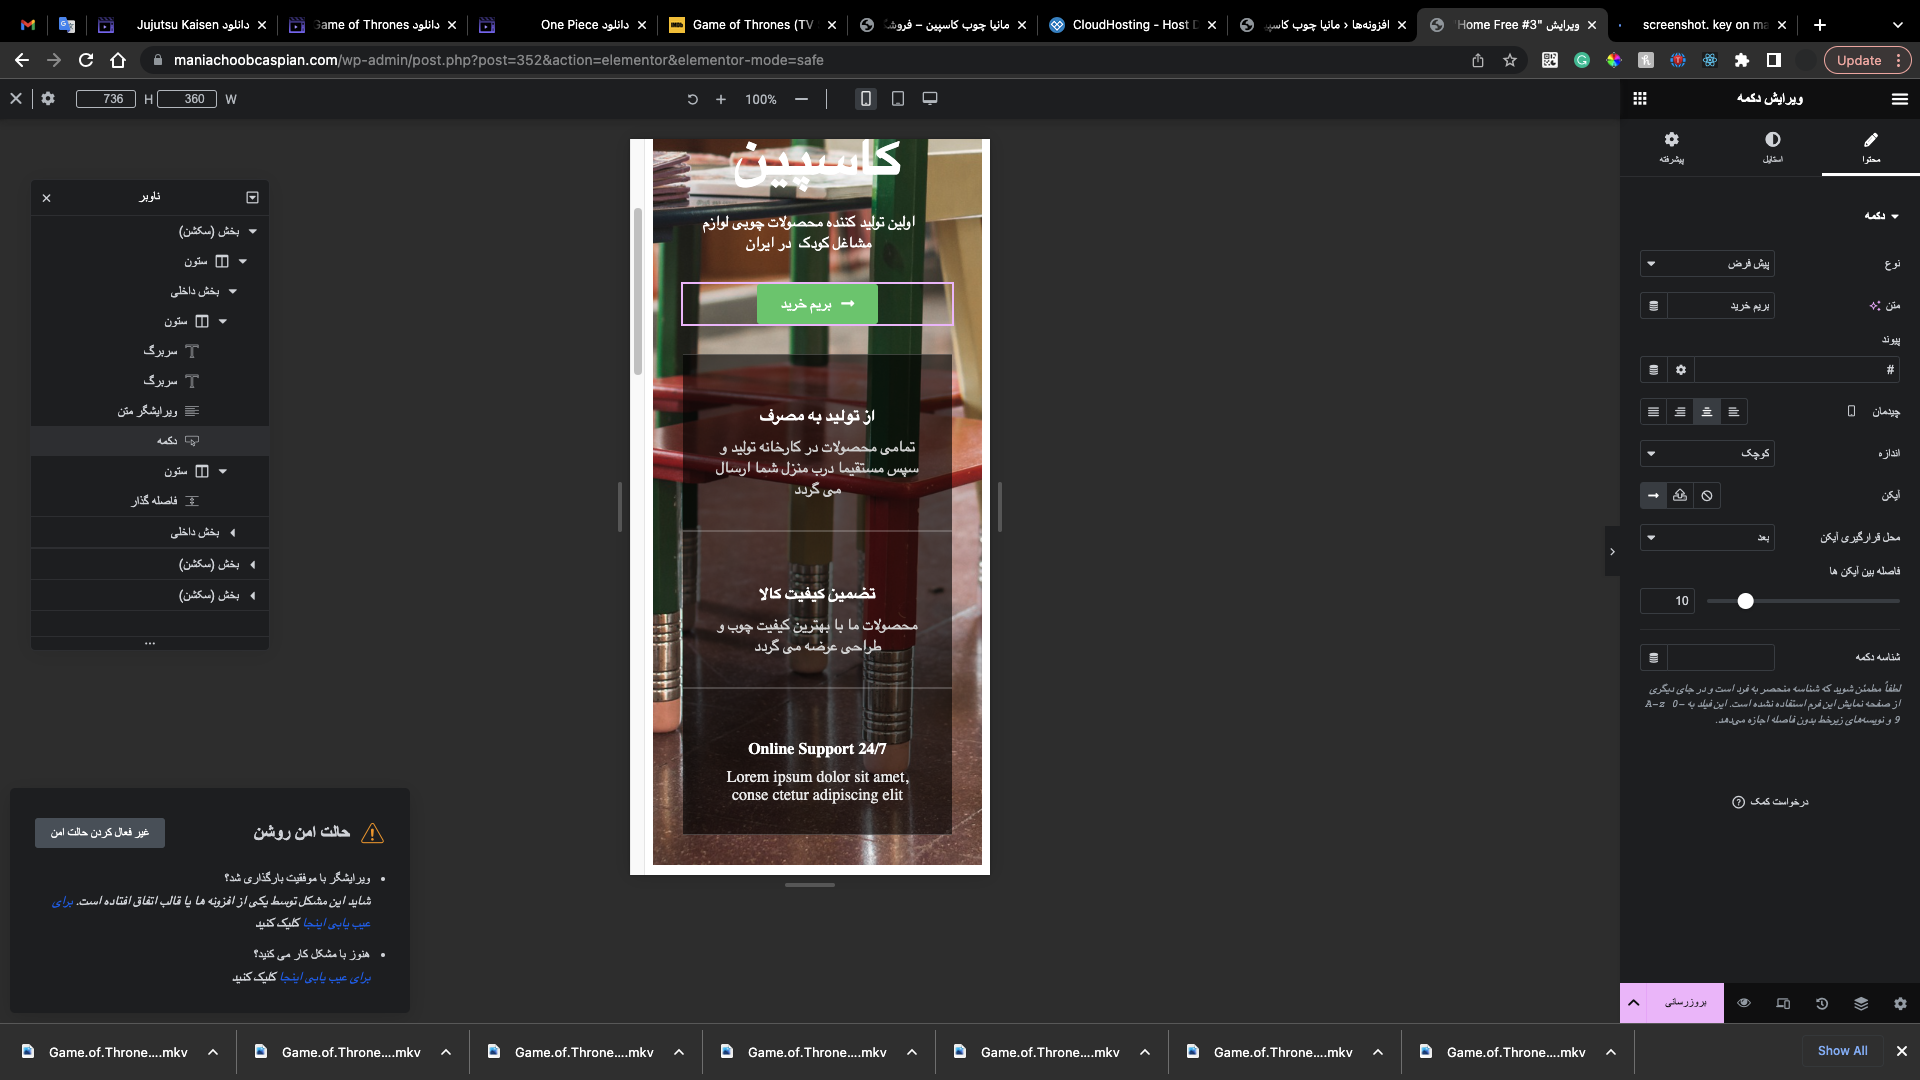 دانلود Jujutsu Kaisen
دانلود Game of Thrones
دانلود One Piece
Game of Thrones (TV
مانیا چوب کاسپین – فروشگ
CloudHosting - Host D
افزونه‌ها ‹ مانیا چوب کاسپی
ویرایش "Home Free #3"
screenshot. key on ma
maniachoobcaspian.com/wp-admin/post.php?post=352&action=elementor&elementor-mode=safe
Update
736 H 360 W
100%
ویرایش دکمه
محتوا
استایل
پیشرفته
ناوبر
بخش (سکشن)
ستون
بخش داخلی
ستون
سربرگ
سربرگ
ویرایشگر متن
دکمه
ستون
فاصله گذار
بخش داخلی
بخش (سکشن)
بخش (سکشن)
...
کاسپین
اولین تولید کننده محصولات چوبی لوازم
مشاغل کودک در ایران
بریم خرید
از تولید به مصرف
تمامی محصولات در کارخانه تولید و
سپس مستقیما درب منزل شما ارسال
می گردد
تضمین کیفیت کالا
محصولات ما با بهترین کیفیت چوب و
طراحی عرضه می گردد
Online Support 24/7
Lorem ipsum dolor sit amet,
conse ctetur adipiscing elit
دکمه
نوع
پیش فرض
متن
بریم خرید
پیوند
#
چیدمان
اندازه
کوچک
آیکن
محل قرارگیری آیکن
بعد
فاصله بین آیکن ها
10
شناسه دکمه
لطفاً مطمئن شوید که شناسه منحصر به فرد است و در جای دیگری
از صفحه نمایش این فرم استفاده نشده است. این فیلد به A-z 0-
9 و نویسه‌های زیرخط بدون فاصله اجازه می‌دهد.
درخواست کمک
بروزرسانی
حالت امن روشن
غیر فعال کردن حالت امن
ویرایشگر با موفقیت بارگذاری شد؟
شاید این مشکل توسط یکی از افزونه ها یا قالب اتفاق افتاده است. برای
عیب یابی اینجا کلیک کنید
هنوز با مشکل کار می کنید؟
برای عیب یابی اینجا کلیک کنید
Game.of.Throne....mkv
Game.of.Throne....mkv
Game.of.Throne....mkv
Game.of.Throne....mkv
Game.of.Throne....mkv
Game.of.Throne....mkv
Game.of.Throne....mkv
Show All